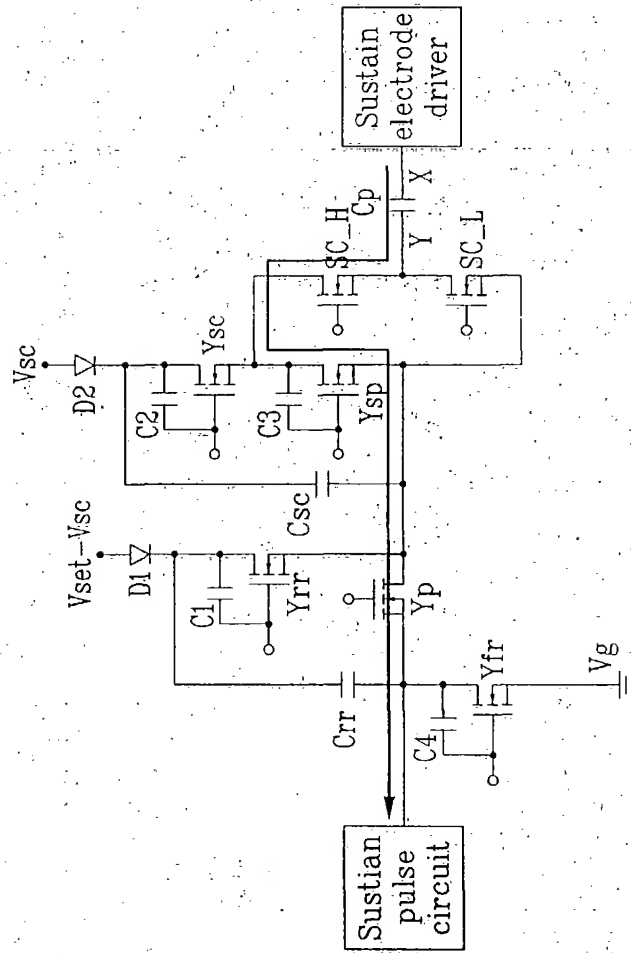 Sustian
pulse
circuit
Vset-Vsc
D1
C1
Yrr
Crr
Yp
C4
Yfr
Vg
Vsc
D2
C2
Ysc
C3
Ysp
Csc
SC_H
SC_L
Cp
Y
X
Sustain
electrode
driver